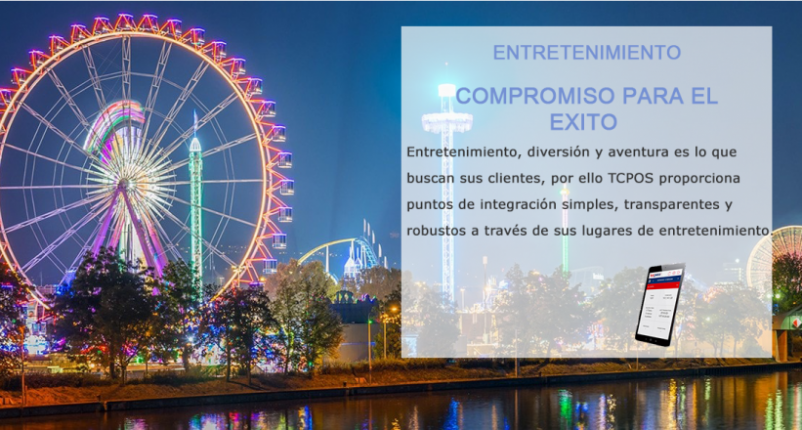 ENTRETENIMIENTO
COMPROMISO PARA EL
EXITO
Entretenimiento, diversión y aventura es lo que
buscan sus clientes, por ello TCPOS proporciona
puntos de integración simples, transparentes y
robustos a través de sus lugares de entretenimiento